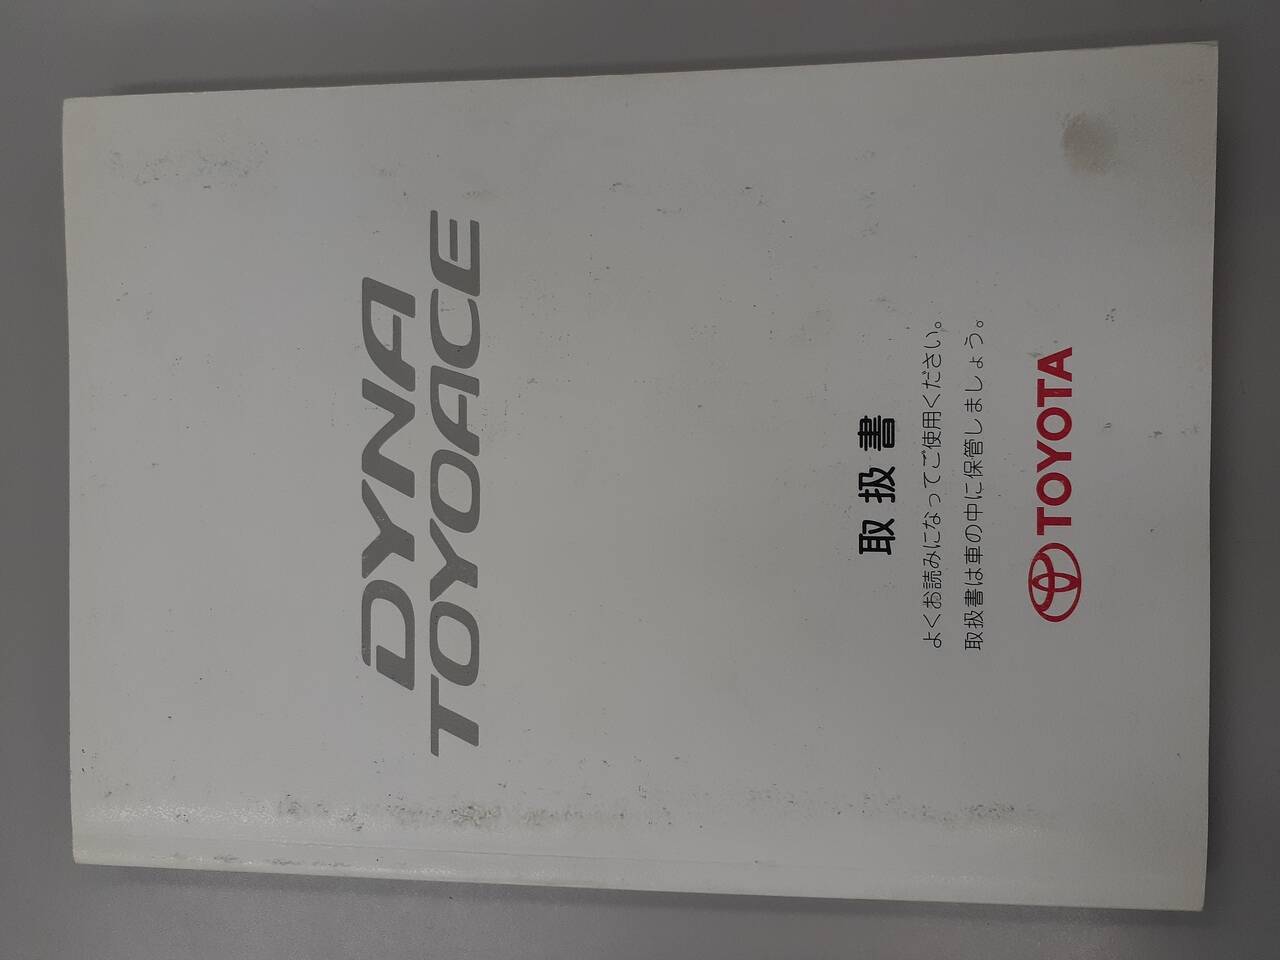 DYNA
TOYOACE
取扱書
よくお読みになってご使用ください。
取扱書は車の中に保管しましょう。
TOYOTA